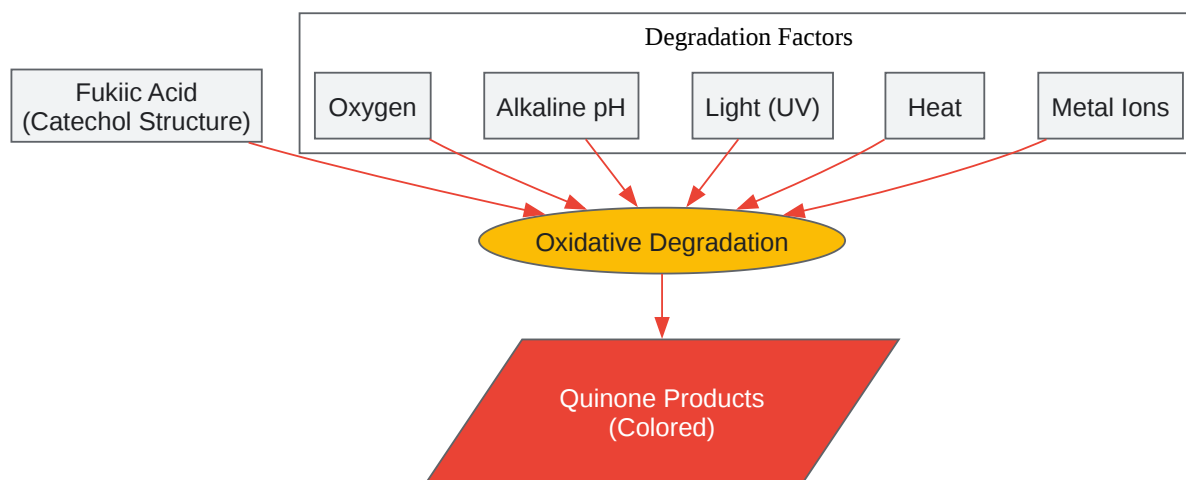 Degradation Factors
Fukiic Acid
(Catechol Structure)
Oxygen
Alkaline pH
Light (UV)
Heat
Metal Ions
Oxidative Degradation
Quinone Products
(Colored)